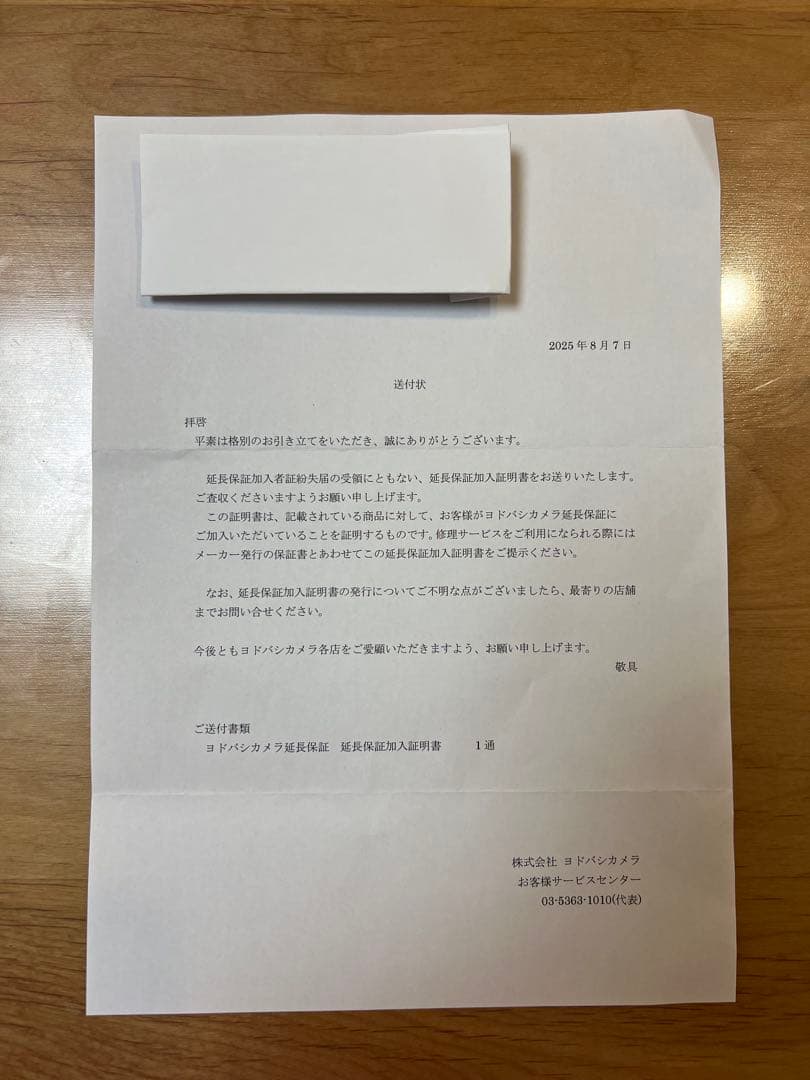 2025年8月7日
送付状
拝啓
平素は格別のお引き立てをいただき、誠にありがとうございます。
延長保証加入者証紛失届の受領にともない、延長保証加入証明書をお送りいたします。
ご査収くださいますようお願い申し上げます。
この証明書は、記載されている商品に対して、お客様がヨドバシカメラ延長保証に
ご加入いただいていることを証明するものです。修理サービスをご利用になられる際には
メーカー発行の保証書とあわせてこの延長保証加入証明書をご提示ください。
なお、延長保証加入証明書の発行についてご不明な点がございましたら、最寄りの店舗
までお問い合せください。
今後ともヨドバシカメラ各店をご愛顧いただきますよう、お願い申し上げます。
敬具
ご送付書類
ヨドバシカメラ延長保証　延長保証加入証明書　　1通
株式会社 ヨドバシカメラ
お客様サービスセンター
03-5363-1010(代表)